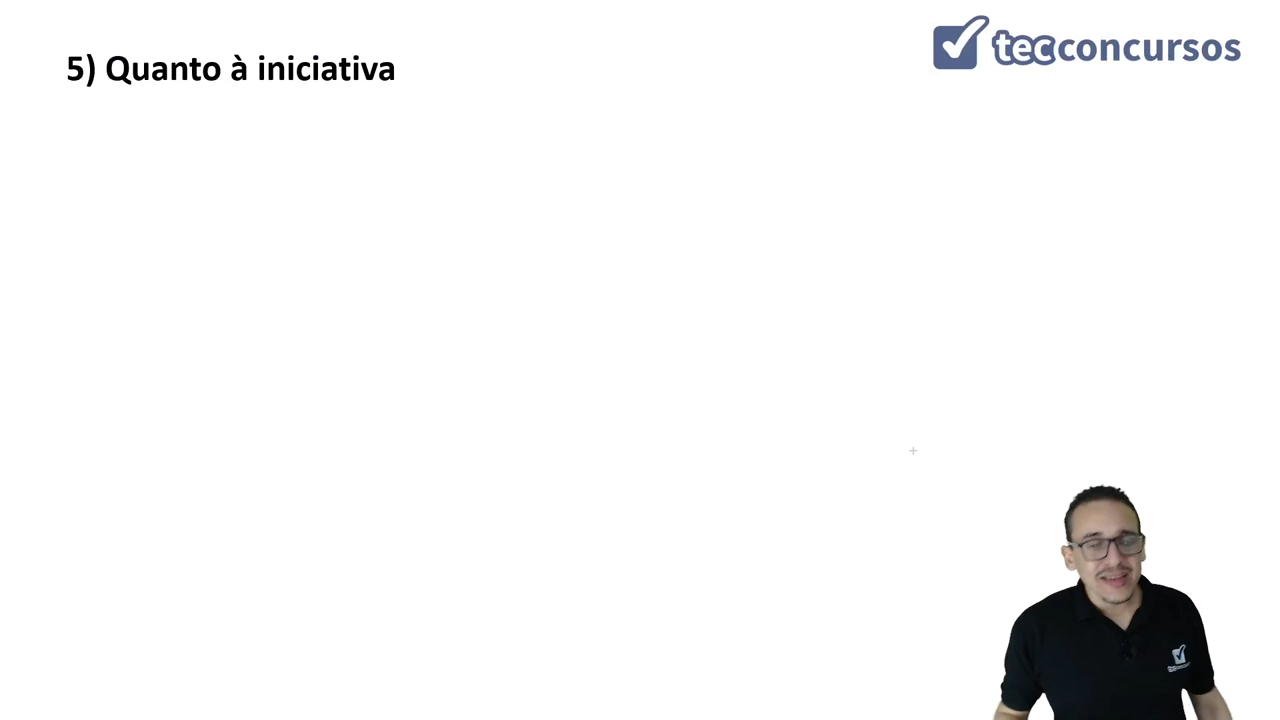 5) Quanto à iniciativa
tecconcursos